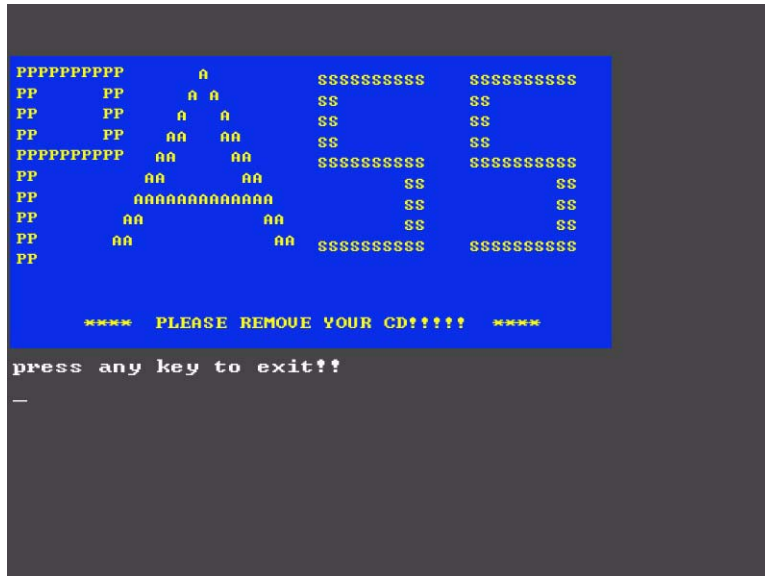 PPPPPPPPPP A SSSSSSSSSS SSSSSSSSSS
PP PP A A SS SS
PP PP A A SS SS
PP PP AA AA SS SS
PPPPPPPPPP AA AA SSSSSSSSSS SSSSSSSSSS
PP AA AA SS SS
PP AAAAAAAAAAAAA SS SS
PP AA AA SS SS
PP AA AA SSSSSSSSSS SSSSSSSSSS
PP
**** PLEASE REMOVE YOUR CD!!!!! ****
press any key to exit!!
_